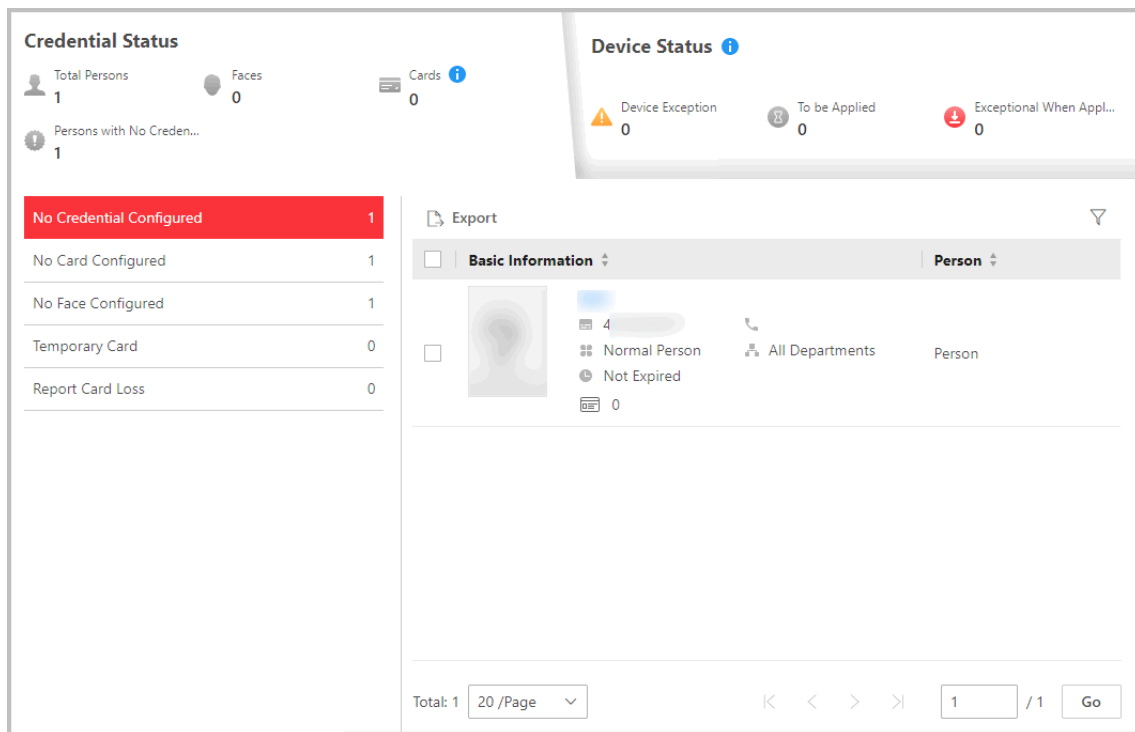 Credential Status
Total Persons
1
Faces
0
Cards
0
Persons with No Creden...
1
Device Status
Device Exception
0
To be Applied
0
Exceptional When Appl...
0
No Credential Configured 1
No Card Configured 1
No Face Configured 1
Temporary Card 0
Report Card Loss 0
Export
Basic Information Person
4
Normal Person All Departments Person
Not Expired
0
Total: 1 20 /Page 1 / 1 Go